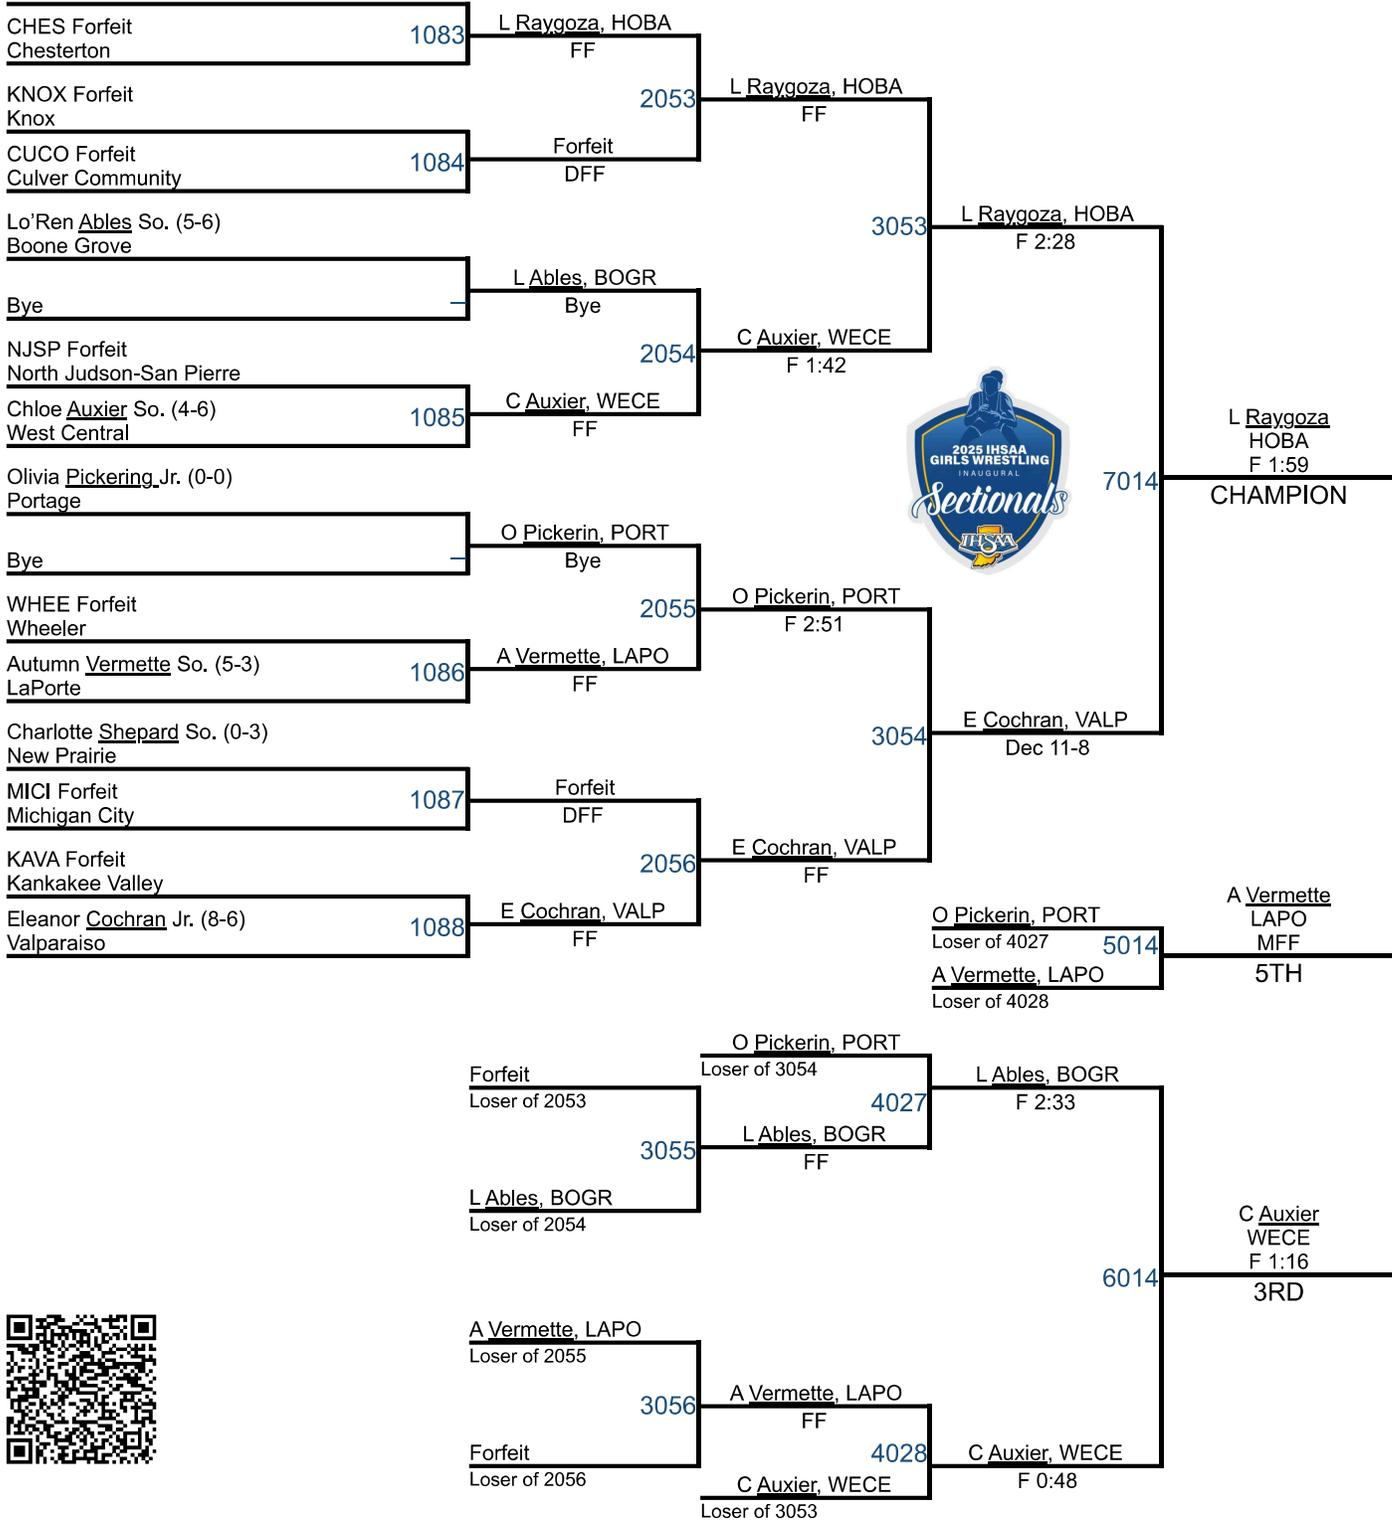 CHES Forfeit
Chesterton
1083
L Raygoza, HOBA
FF
KNOX Forfeit
Knox
CUCO Forfeit
Culver Community
1084
Forfeit
DFF
2053
L Raygoza, HOBA
FF
Lo'Ren Ables So. (5-6)
Boone Grove
Bye
–
L Ables, BOGR
Bye
NJSP Forfeit
North Judson-San Pierre
Chloe Auxier So. (4-6)
West Central
1085
C Auxier, WECE
FF
2054
C Auxier, WECE
F 1:42
3053
L Raygoza, HOBA
F 2:28
Olivia Pickering Jr. (0-0)
Portage
Bye
–
O Pickerin, PORT
Bye
WHEE Forfeit
Wheeler
Autumn Vermette So. (5-3)
LaPorte
1086
A Vermette, LAPO
FF
2055
O Pickerin, PORT
F 2:51
Charlotte Shepard So. (0-3)
New Prairie
MICI Forfeit
Michigan City
1087
Forfeit
DFF
KAVA Forfeit
Kankakee Valley
Eleanor Cochran Jr. (8-6)
Valparaiso
1088
E Cochran, VALP
FF
2056
E Cochran, VALP
FF
3054
E Cochran, VALP
Dec 11-8
2025 IHSAA
GIRLS WRESTLING
INAUGURAL
Sectionals
IHSAA
7014
L Raygoza
HOBA
F 1:59
CHAMPION
O Pickerin, PORT
Loser of 4027
5014
A Vermette, LAPO
Loser of 4028
A Vermette
LAPO
MFF
5TH
Forfeit
Loser of 2053
3055
L Ables, BOGR
Loser of 2054
O Pickerin, PORT
Loser of 3054
4027
L Ables, BOGR
FF
L Ables, BOGR
F 2:33
A Vermette, LAPO
Loser of 2055
3056
Forfeit
Loser of 2056
A Vermette, LAPO
FF
4028
C Auxier, WECE
Loser of 3053
C Auxier, WECE
F 0:48
6014
C Auxier
WECE
F 1:16
3RD